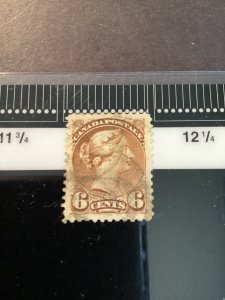 CANADA POSTAGE
11 3/4
12 1/4
6 CENTS 6